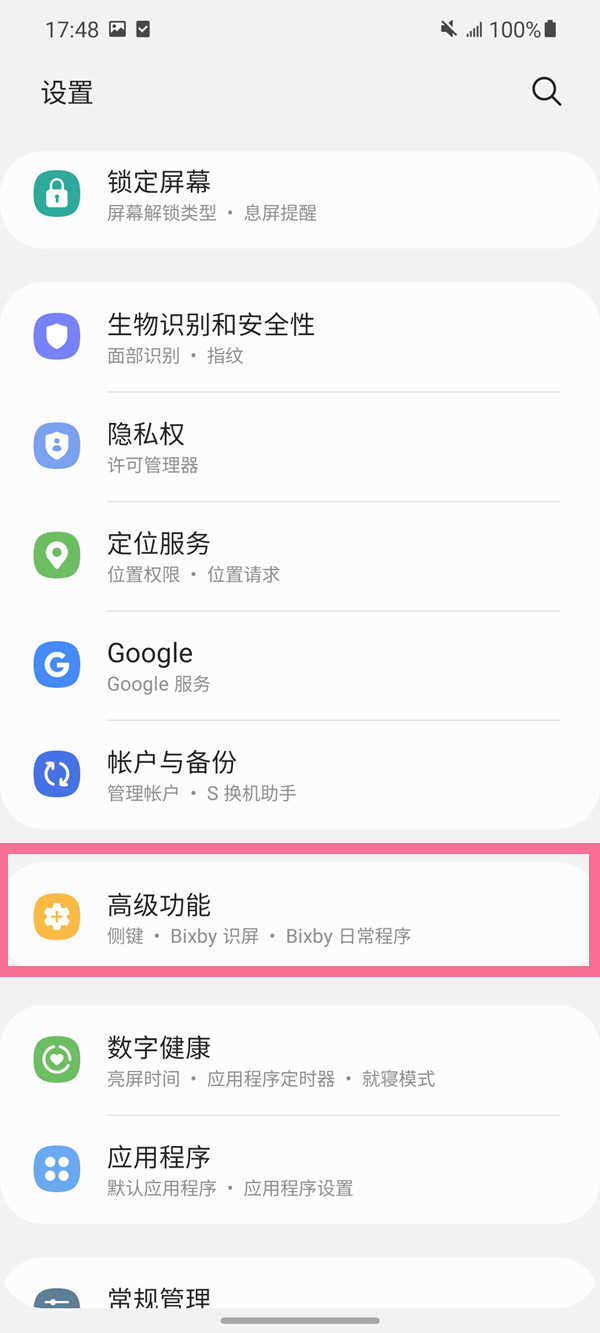 17:48 100%
设置
锁定屏幕
屏幕解锁类型 • 息屏提醒
生物识别和安全性
面部识别 • 指纹
隐私权
许可管理器
定位服务
位置权限 • 位置请求
Google
Google 服务
帐户与备份
管理帐户 • S 换机助手
高级功能
侧键 • Bixby 识屏 • Bixby 日常程序
数字健康
亮屏时间 • 应用程序定时器 • 就寝模式
应用程序
默认应用程序 • 应用程序设置
常规管理